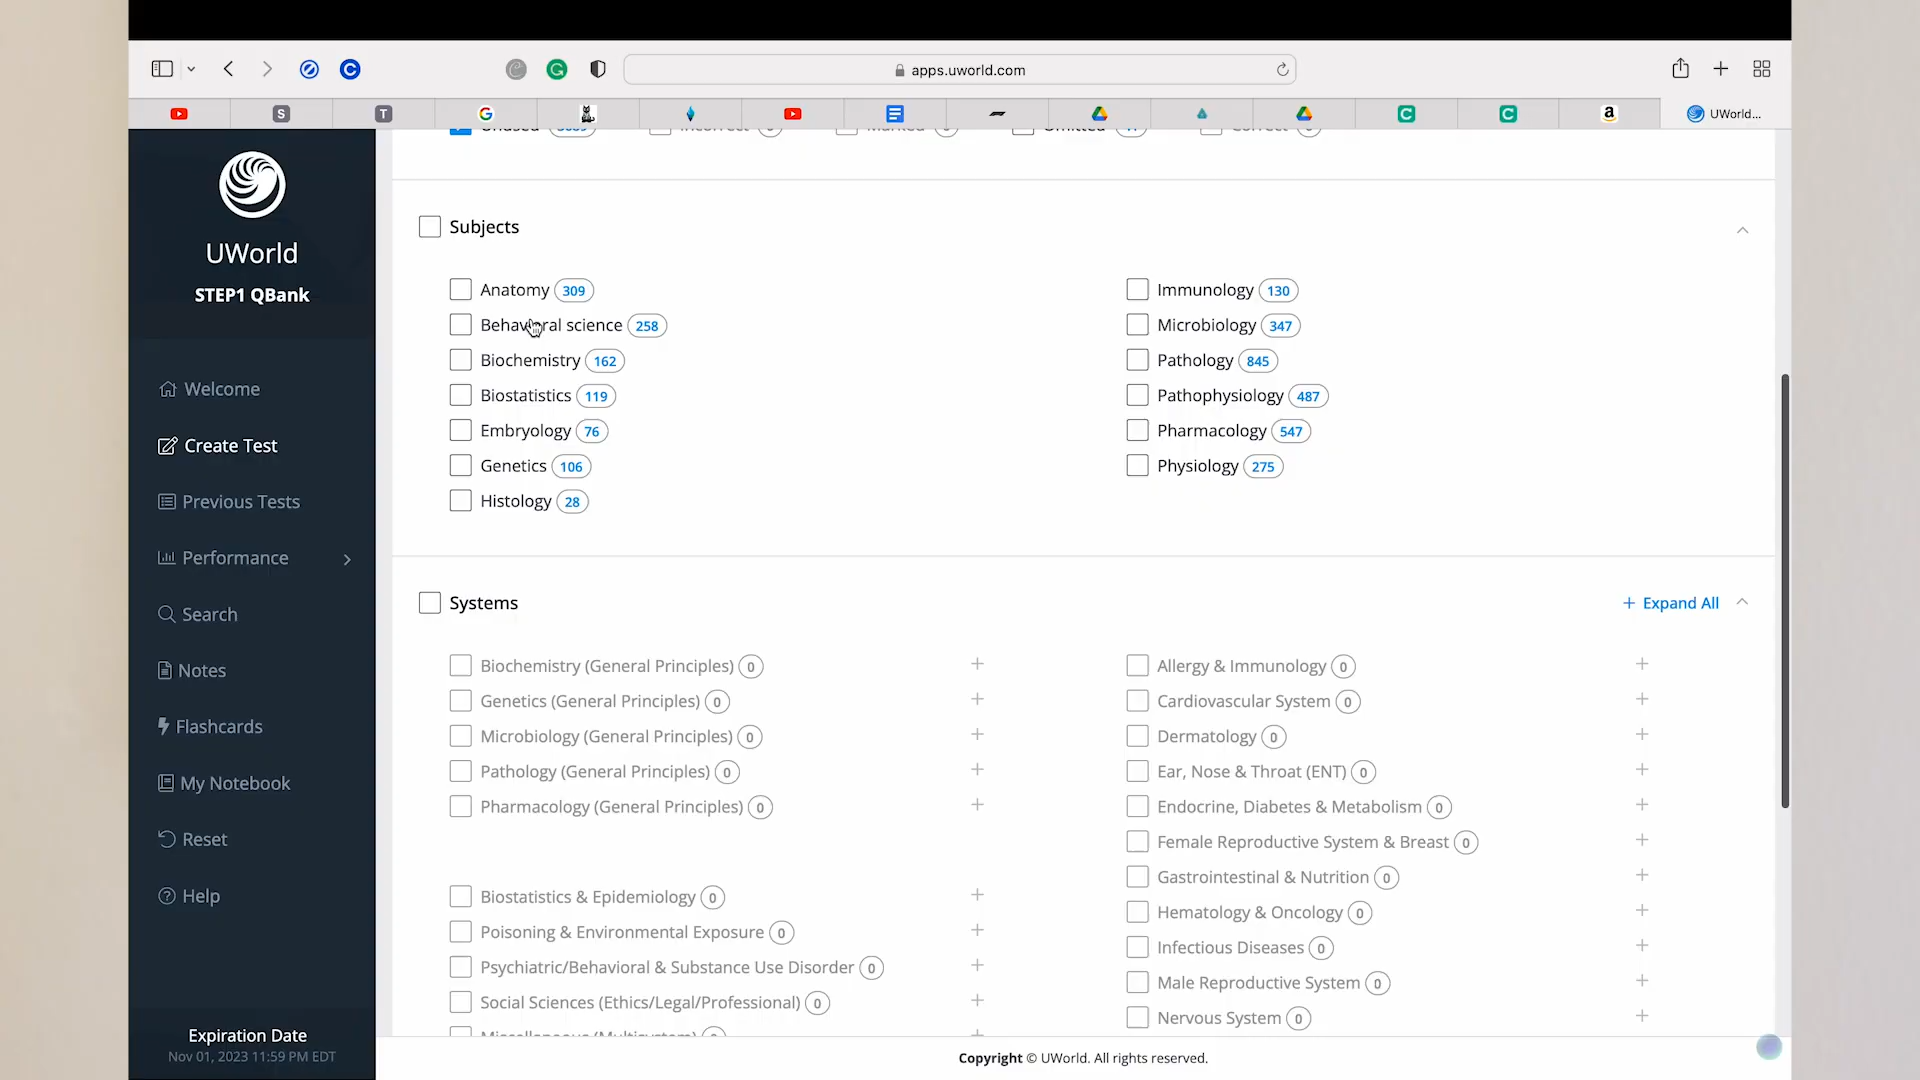 apps.uworld.com
S
T
G
C
C
a
UWorld...
UWorld
STEP1 QBank
Welcome
Create Test
Previous Tests
Performance
Search
Notes
Flashcards
My Notebook
Reset
Help
Expiration Date
Nov 01, 2023 11:59 PM EDT
Unused
Incorrect
Marked
Omitted
Correct
Subjects
Anatomy 309
Behavioral science 258
Biochemistry 162
Biostatistics 119
Embryology 76
Genetics 106
Histology 28
Immunology 130
Microbiology 347
Pathology 845
Pathophysiology 487
Pharmacology 547
Physiology 275
Systems
+ Expand All
Biochemistry (General Principles) 0
Genetics (General Principles) 0
Microbiology (General Principles) 0
Pathology (General Principles) 0
Pharmacology (General Principles) 0
Biostatistics & Epidemiology 0
Poisoning & Environmental Exposure 0
Psychiatric/Behavioral & Substance Use Disorder 0
Social Sciences (Ethics/Legal/Professional) 0
Miscellaneous (Multisystem)
Allergy & Immunology 0
Cardiovascular System 0
Dermatology 0
Ear, Nose & Throat (ENT) 0
Endocrine, Diabetes & Metabolism 0
Female Reproductive System & Breast 0
Gastrointestinal & Nutrition 0
Hematology & Oncology 0
Infectious Diseases 0
Male Reproductive System 0
Nervous System 0
Copyright © UWorld. All rights reserved.